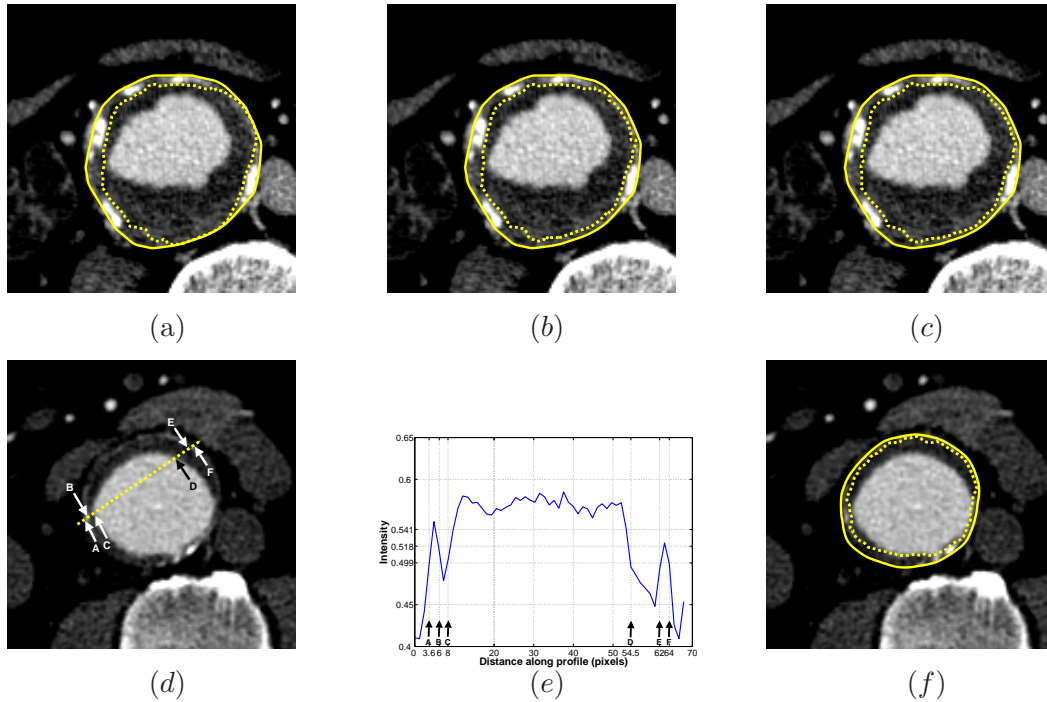 (a)
(b)
(c)
E
F
D
B
A
C
0.65
0.6
0.541
0.518
0.499
0.45
0.4
Intensity
A B C D E F
0 3.6 6 8 20 30 40 50 54.5 62 64 70
Distance along profile (pixels)
(d)
(e)
(f)